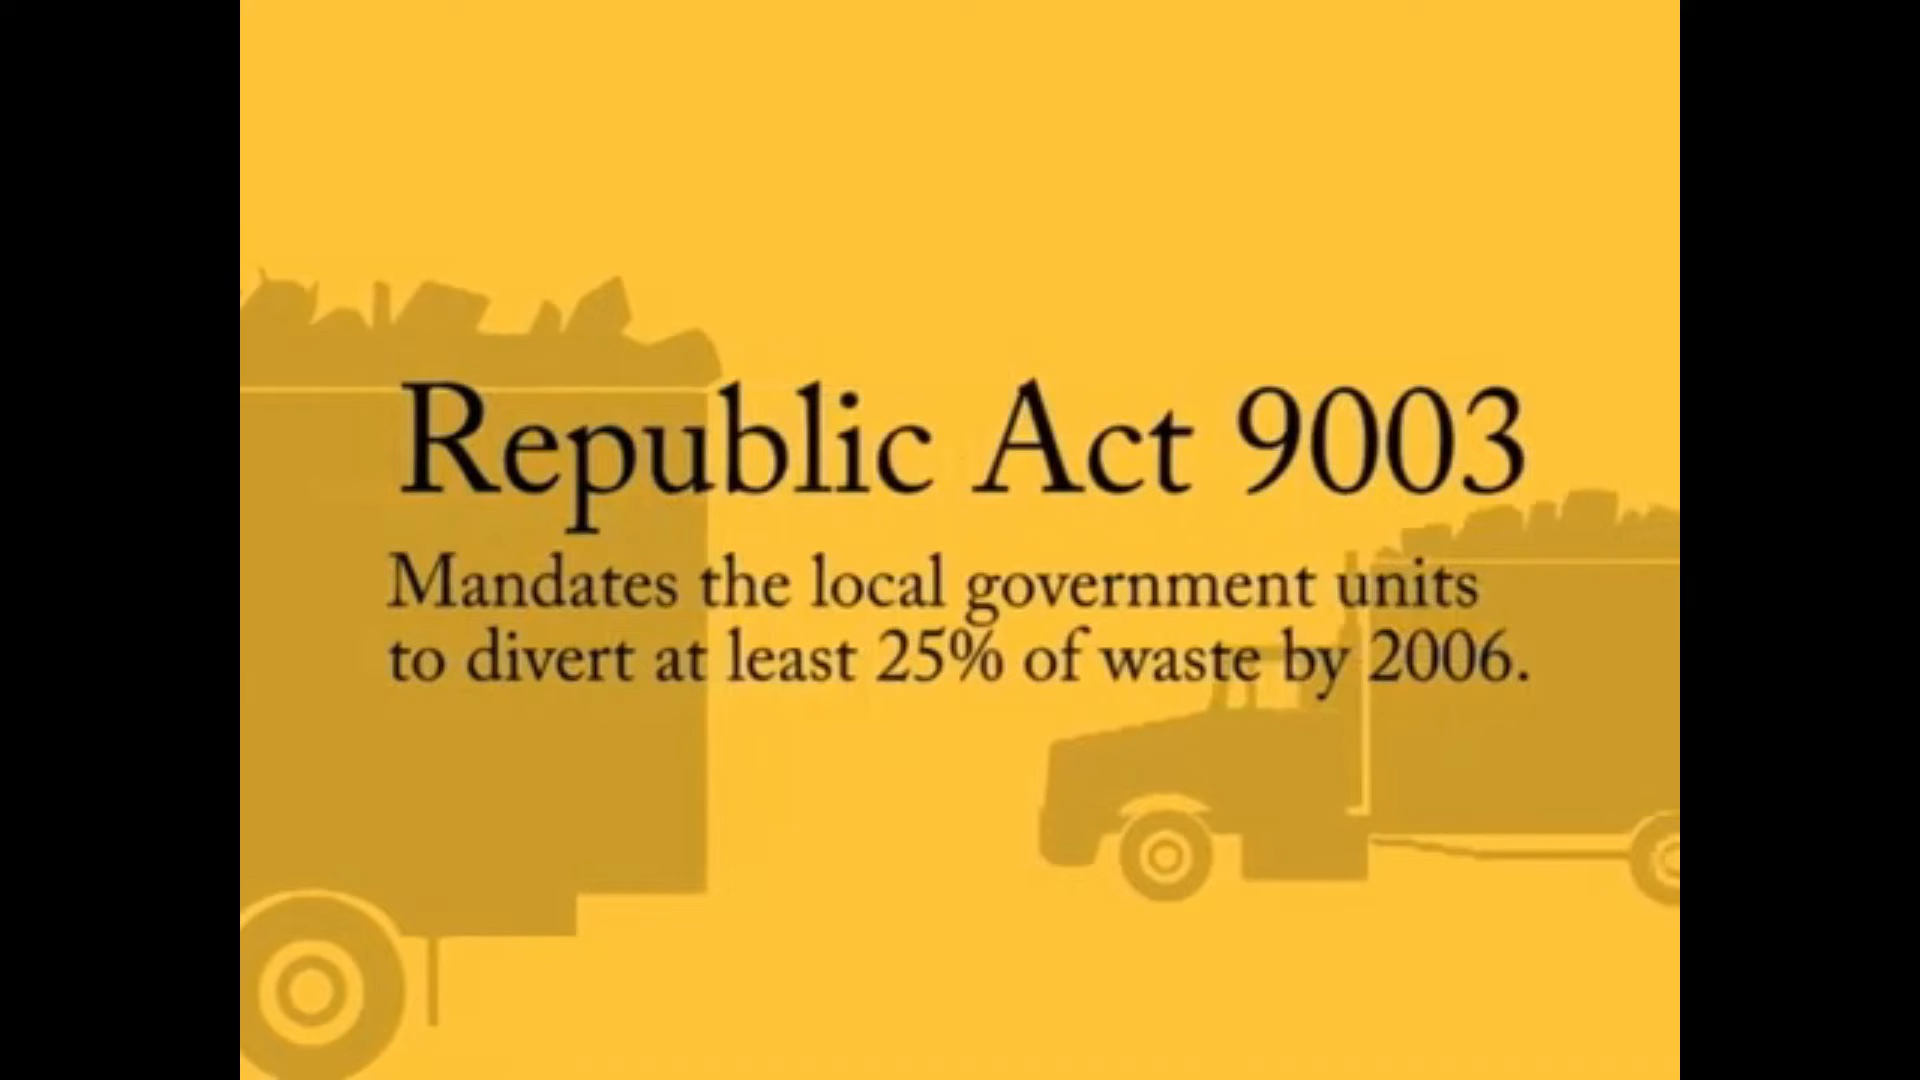 Republic Act 9003
Mandates the local government units
to divert at least 25% of waste by 2006.